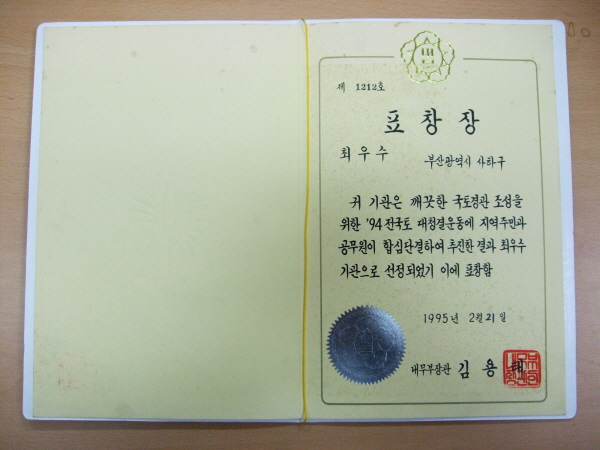 제 1212호
표창장
최우수 부산광역시 사하구
귀 기관은 깨끗한 국토경관 조성을
위한 '94 전국토 대청결운동에 지역주민과
공무원이 합심단결하여 추진한 결과 최우수
기관으로 선정되었기 이에 표창함
1995년 2월 21일
내무부장관 김용태